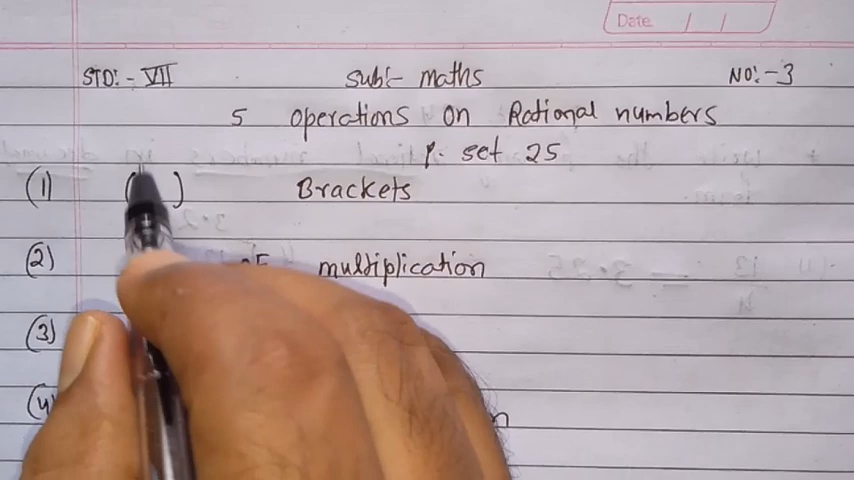 Date / /
STD:- VII sub:- maths NO:-3
5 operations on Rational numbers
p. set 25
(1) ( ) Brackets
(2) multiplication
(3)
(4) n